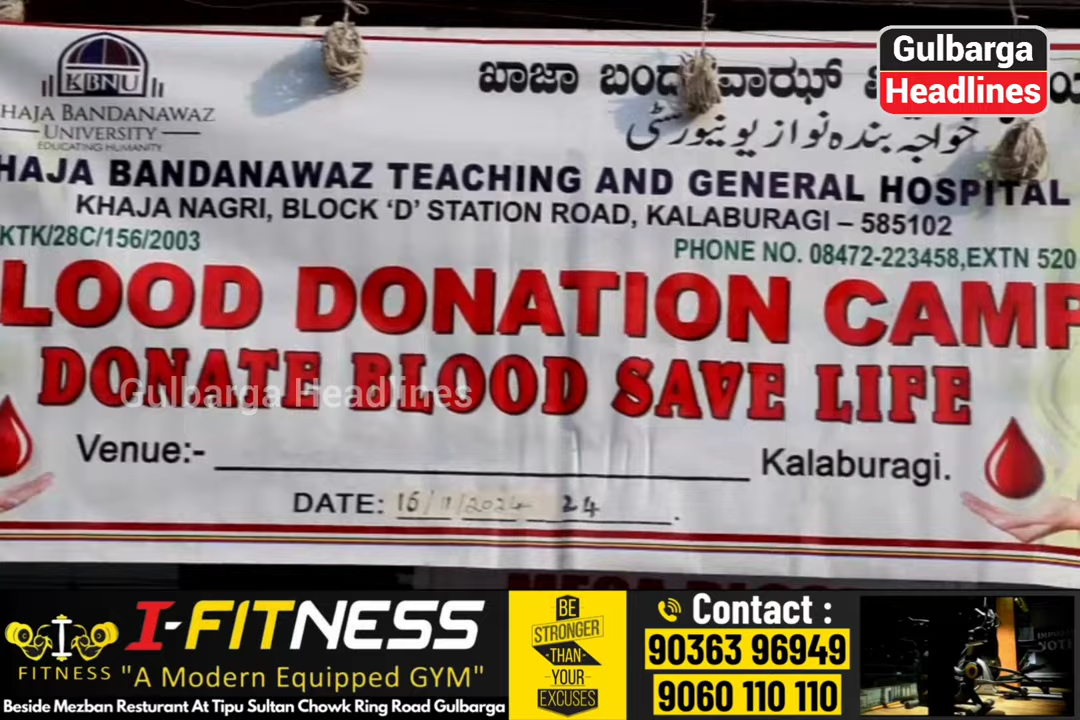 Gulbarga
Headlines
KBNU
HAJA BANDANAWAZ
UNIVERSITY
EDUCATING HUMANITY
ಖಾಜಾ ಬಂದ ವಾಝ್
خواجہ بندہ نواز یونیورسٹی
HAJA BANDANAWAZ TEACHING AND GENERAL HOSPITAL
KHAJA NAGRI, BLOCK 'D' STATION ROAD, KALABURAGI – 585102
KTK/28C/156/2003
PHONE NO. 08472-223458,EXTN 520
LOOD DONATION CAMP
DONATE BLOOD SAVE LIFE
Gulbarga Headlines
Venue:- Kalaburagi.
DATE: 16/11/2024 24
I-FITNESS
FITNESS "A Modern Equipped GYM"
Beside Mezban Resturant At Tipu Sultan Chowk Ring Road Gulbarga
BE
STRONGER
THAN
YOUR
EXCUSES
Contact :
90363 96949
9060 110 110